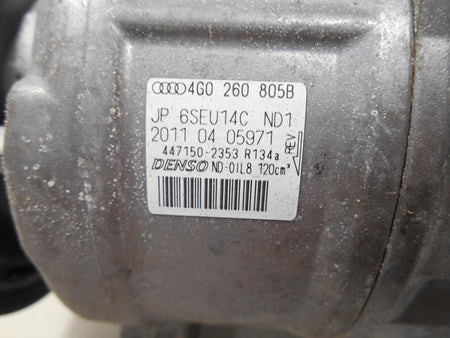 4G0 260 805B
JP 6SEU14C ND1
2011 04 05971
REV
447150-2353 R134a
DENSO ND-OIL8 120cm³